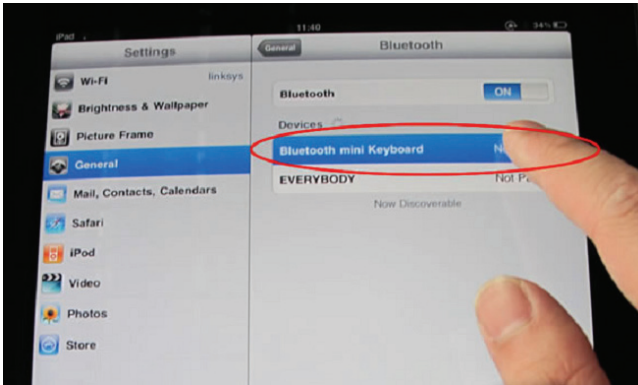 iPad
11:40
34%
Settings
General
Bluetooth
Wi-Fi
linksys
Brightness & Wallpaper
Picture Frame
General
Mail, Contacts, Calendars
Safari
iPod
Video
Photos
Store
Bluetooth
ON
Devices
Bluetooth mini Keyboard
EVERYBODY
Not
Now Discoverable